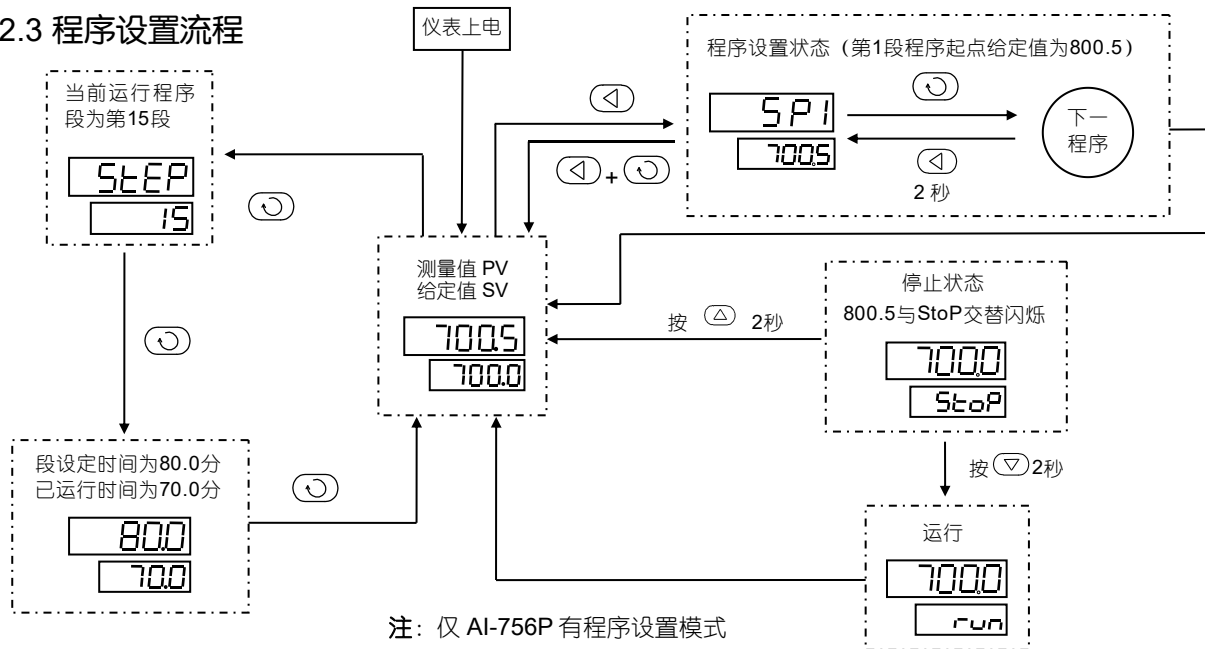 2.3 程序设置流程
仪表上电
当前运行程序
段为第15段
StEP
15
程序设置状态（第1段程序起点给定值为800.5）
SP1
700.5
下一
程序
2 秒
+
测量值 PV
给定值 SV
700.5
700.0
按 2秒
停止状态
800.5与StoP交替闪烁
700.0
StoP
按 2秒
段设定时间为80.0分
已运行时间为70.0分
80.0
70.0
运行
700.0
run
注：仅 AI-756P 有程序设置模式